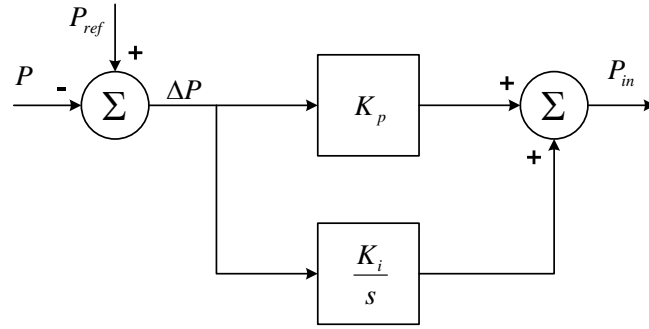 P_ref
+
P
-
Σ
ΔP
K_p
+
Σ
P_in
+
K_i
s